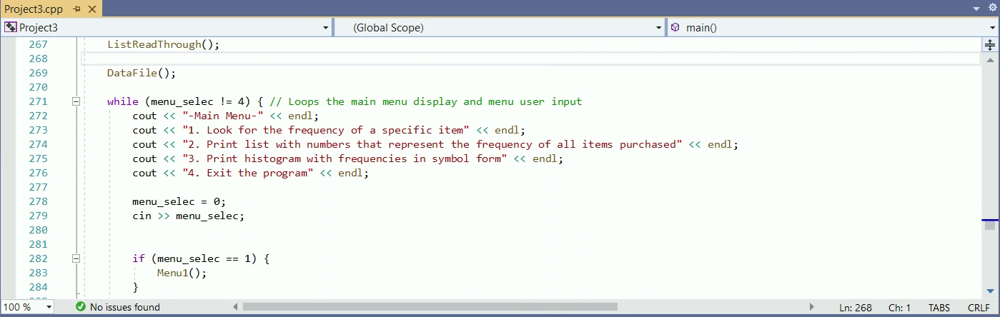 Project3.cpp
Project3 (Global Scope) main()
267 ListReadThrough();
268
269 DataFile();
270
271 while (menu_selec != 4) { // Loops the main menu display and menu user input
272 cout << "-Main Menu-" << endl;
273 cout << "1. Look for the frequency of a specific item" << endl;
274 cout << "2. Print list with numbers that represent the frequency of all items purchased" << endl;
275 cout << "3. Print histogram with frequencies in symbol form" << endl;
276 cout << "4. Exit the program" << endl;
277
278 menu_selec = 0;
279 cin >> menu_selec;
280
281
282 if (menu_selec == 1) {
283 Menu1();
284 }
100 % No issues found Ln: 268 Ch: 1 TABS CRLF